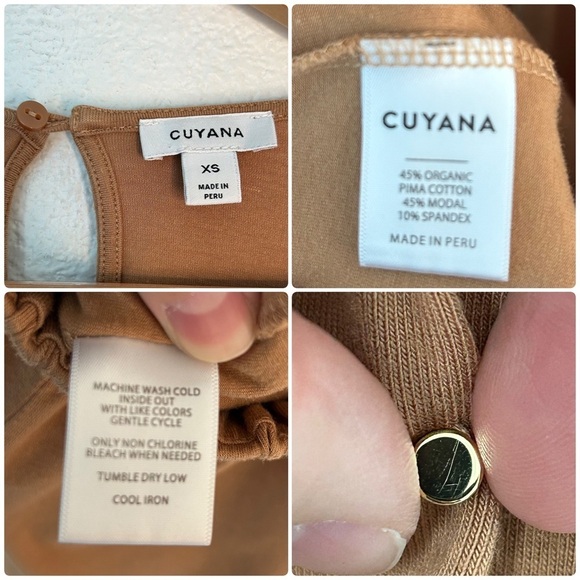 CUYANA
XS
MADE IN
PERU
CUYANA
45% ORGANIC
PIMA COTTON
45% MODAL
10% SPANDEX
MADE IN PERU
MACHINE WASH COLD
INSIDE OUT
WITH LIKE COLORS
GENTLE CYCLE
ONLY NON CHLORINE
BLEACH WHEN NEEDED
TUMBLE DRY LOW
COOL IRON